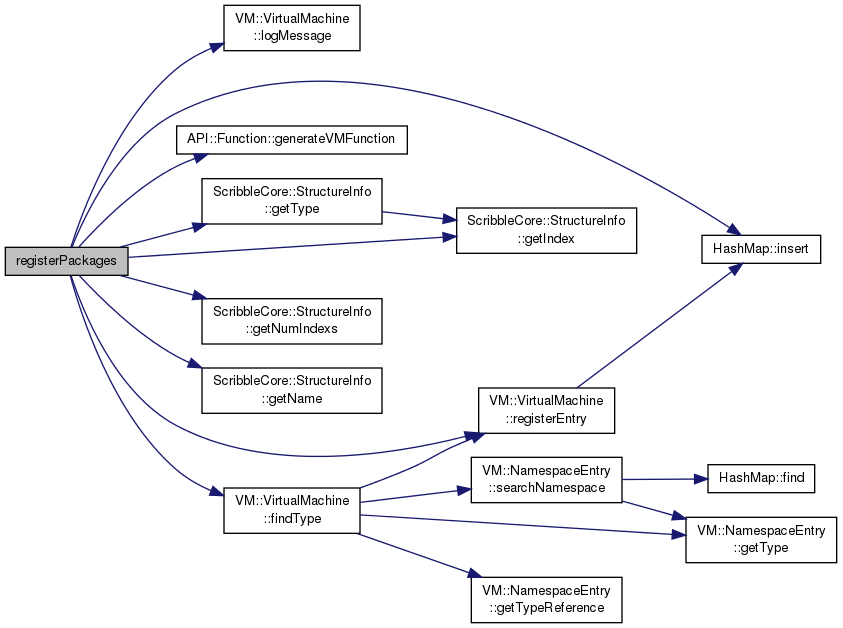 VM::VirtualMachine
::logMessage
API::Function::generateVMFunction
ScribbleCore::StructureInfo
::getType
ScribbleCore::StructureInfo
::getIndex
HashMap::insert
registerPackages
ScribbleCore::StructureInfo
::getNumIndexs
ScribbleCore::StructureInfo
::getName
VM::VirtualMachine
::registerEntry
VM::NamespaceEntry
::searchNamespace
HashMap::find
VM::VirtualMachine
::findType
VM::NamespaceEntry
::getType
VM::NamespaceEntry
::getTypeReference